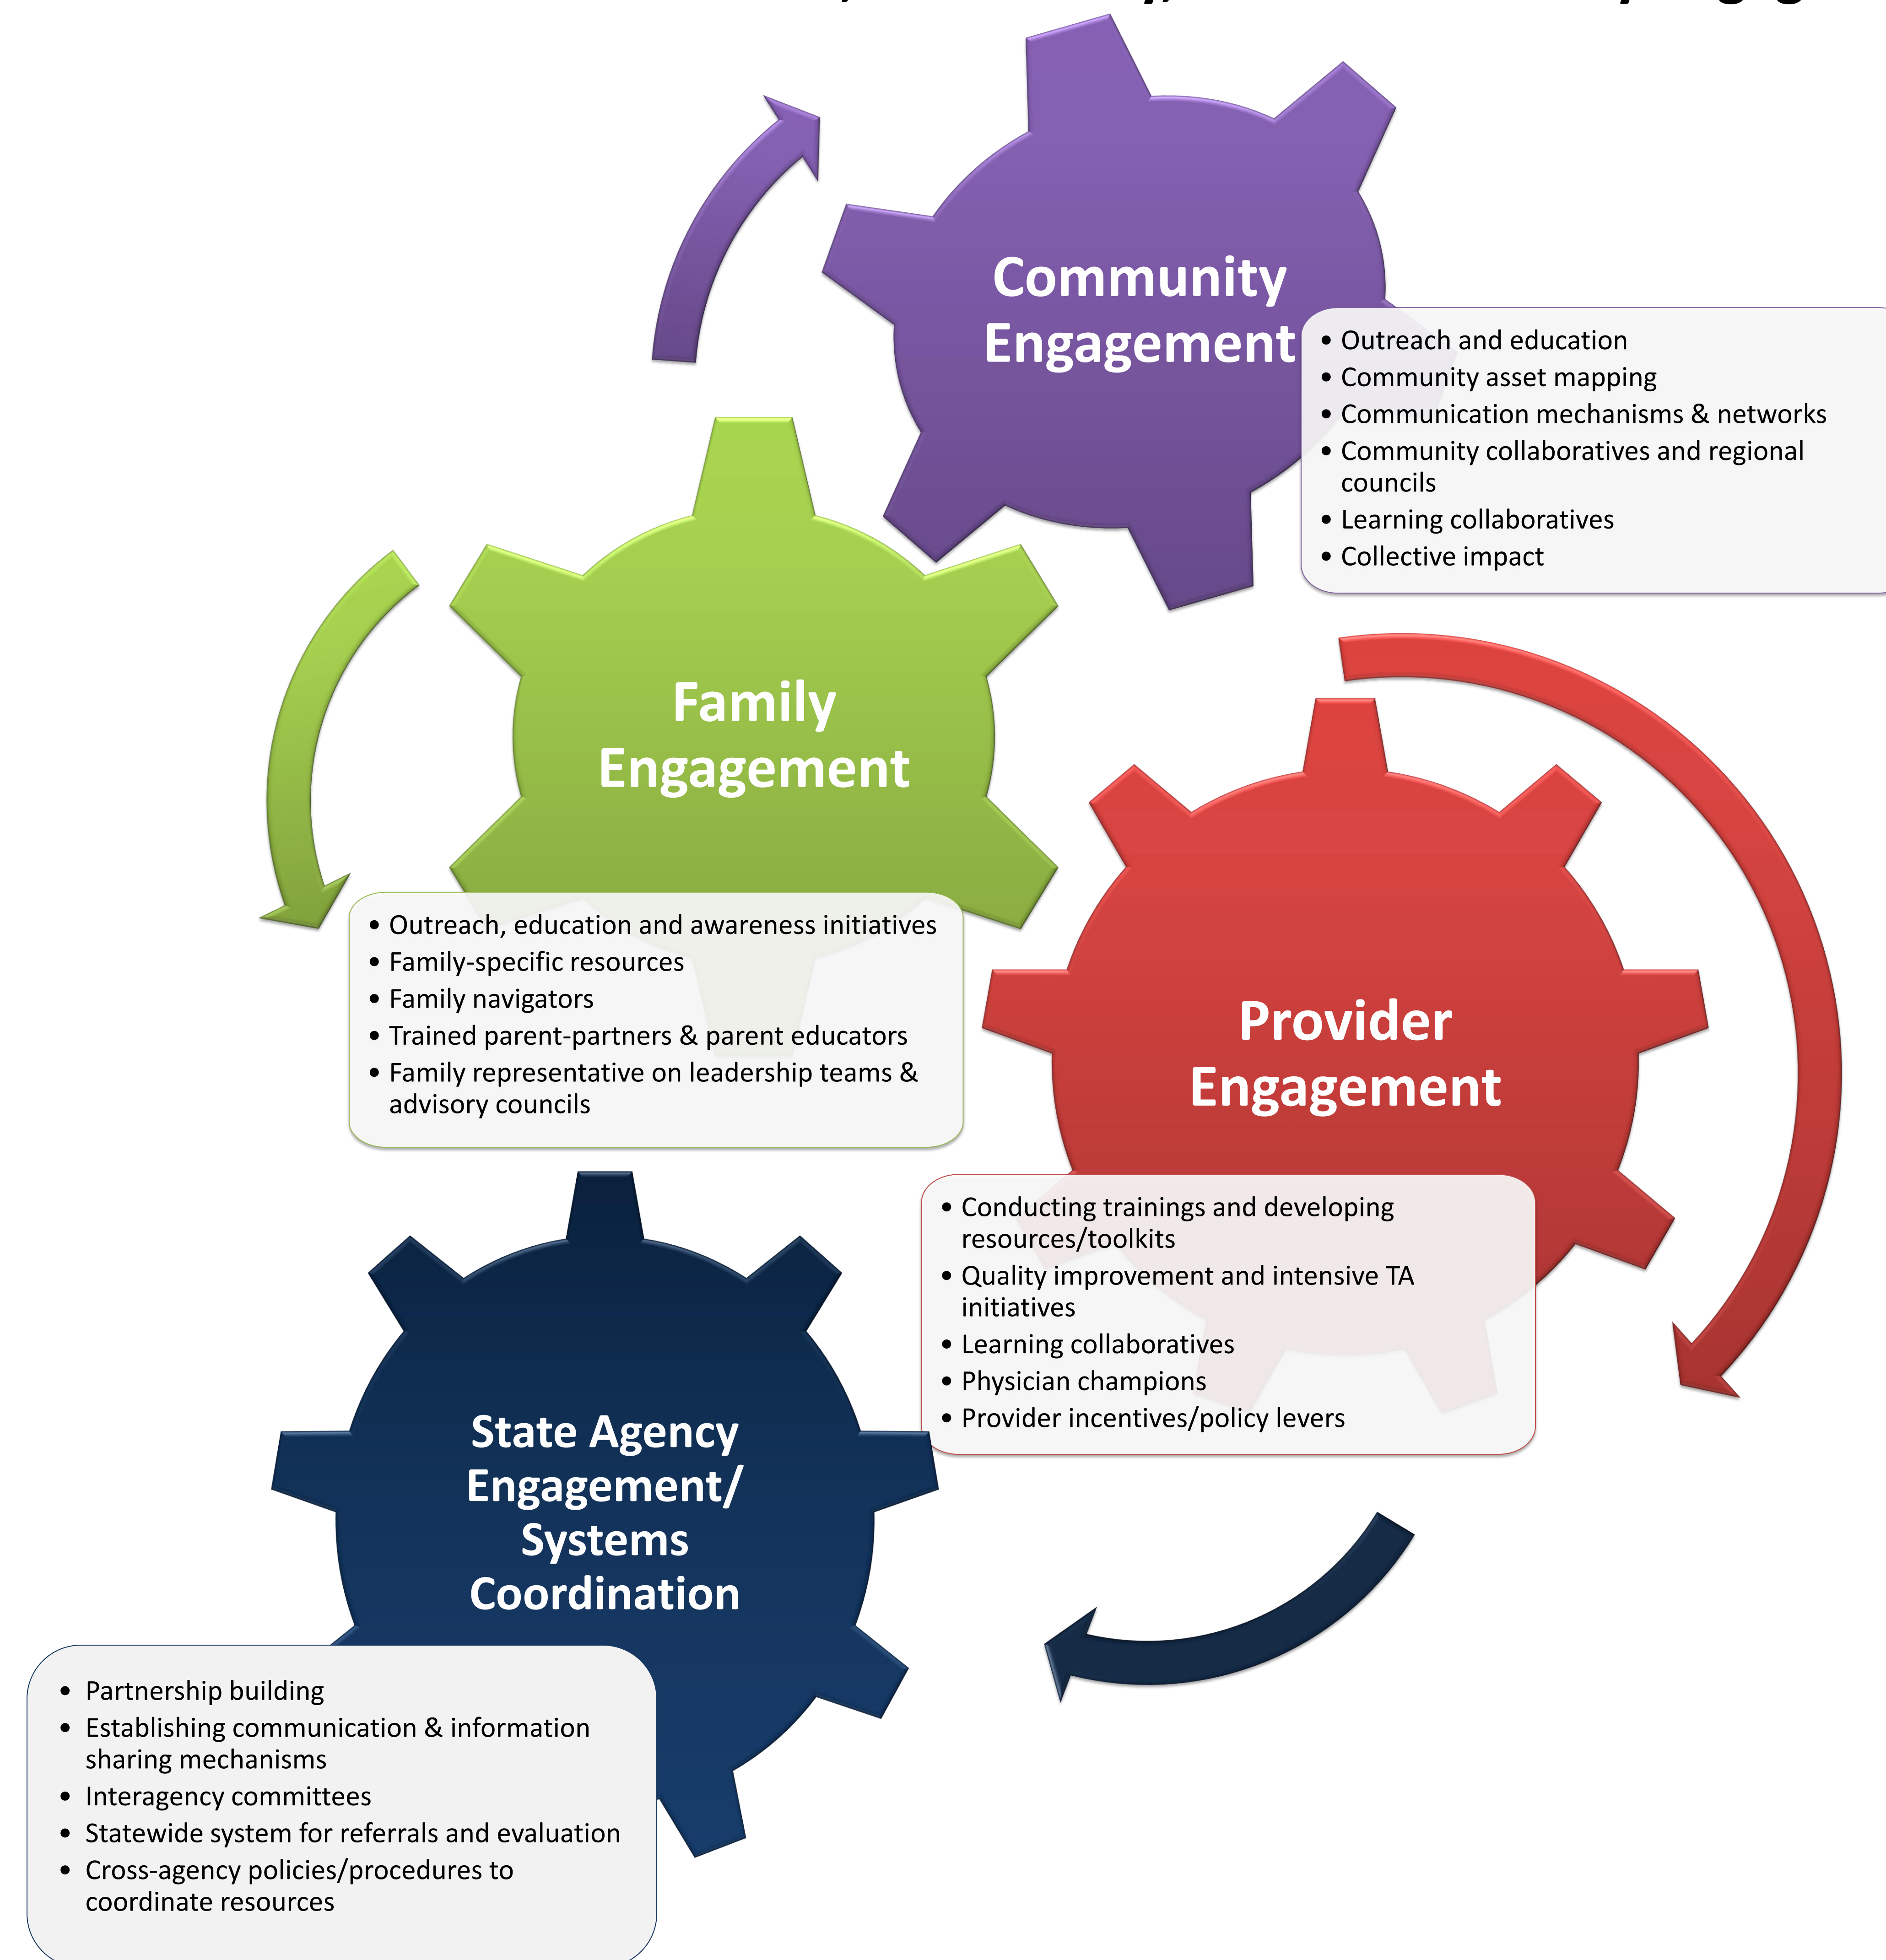 Community
Engagement
• Outreach and education
• Community asset mapping
• Communication mechanisms & networks
• Community collaboratives and regional
councils
• Learning collaboratives
• Collective impact
Family
Engagement
• Outreach, education and awareness initiatives
• Family-specific resources
• Family navigators
• Trained parent-partners & parent educators
• Family representative on leadership teams &
advisory councils
Provider
Engagement
• Conducting trainings and developing
resources/toolkits
• Quality improvement and intensive TA
initiatives
• Learning collaboratives
• Physician champions
• Provider incentives/policy levers
State Agency
Engagement/
Systems
Coordination
• Partnership building
• Establishing communication & information
sharing mechanisms
• Interagency committees
• Statewide system for referrals and evaluation
• Cross-agency policies/procedures to
coordinate resources